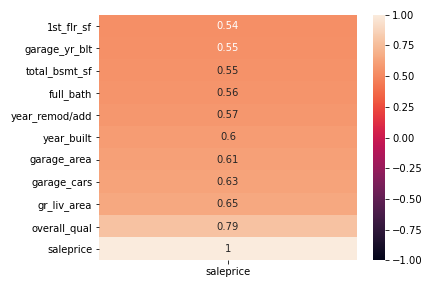 1st_flr_sf 0.54
garage_yr_blt 0.55
total_bsmt_sf 0.55
full_bath 0.56
year_remod/add 0.57
year_built 0.6
garage_area 0.61
garage_cars 0.63
gr_liv_area 0.65
overall_qual 0.79
saleprice 1
saleprice
1.00
0.75
0.50
0.25
0.00
−0.25
−0.50
−0.75
−1.00